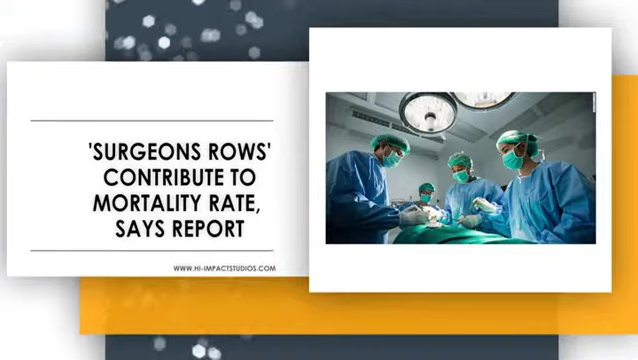 'SURGEONS ROWS'
CONTRIBUTE TO
MORTALITY RATE,
SAYS REPORT
WWW.HI-IMPACTSTUDIOS.COM